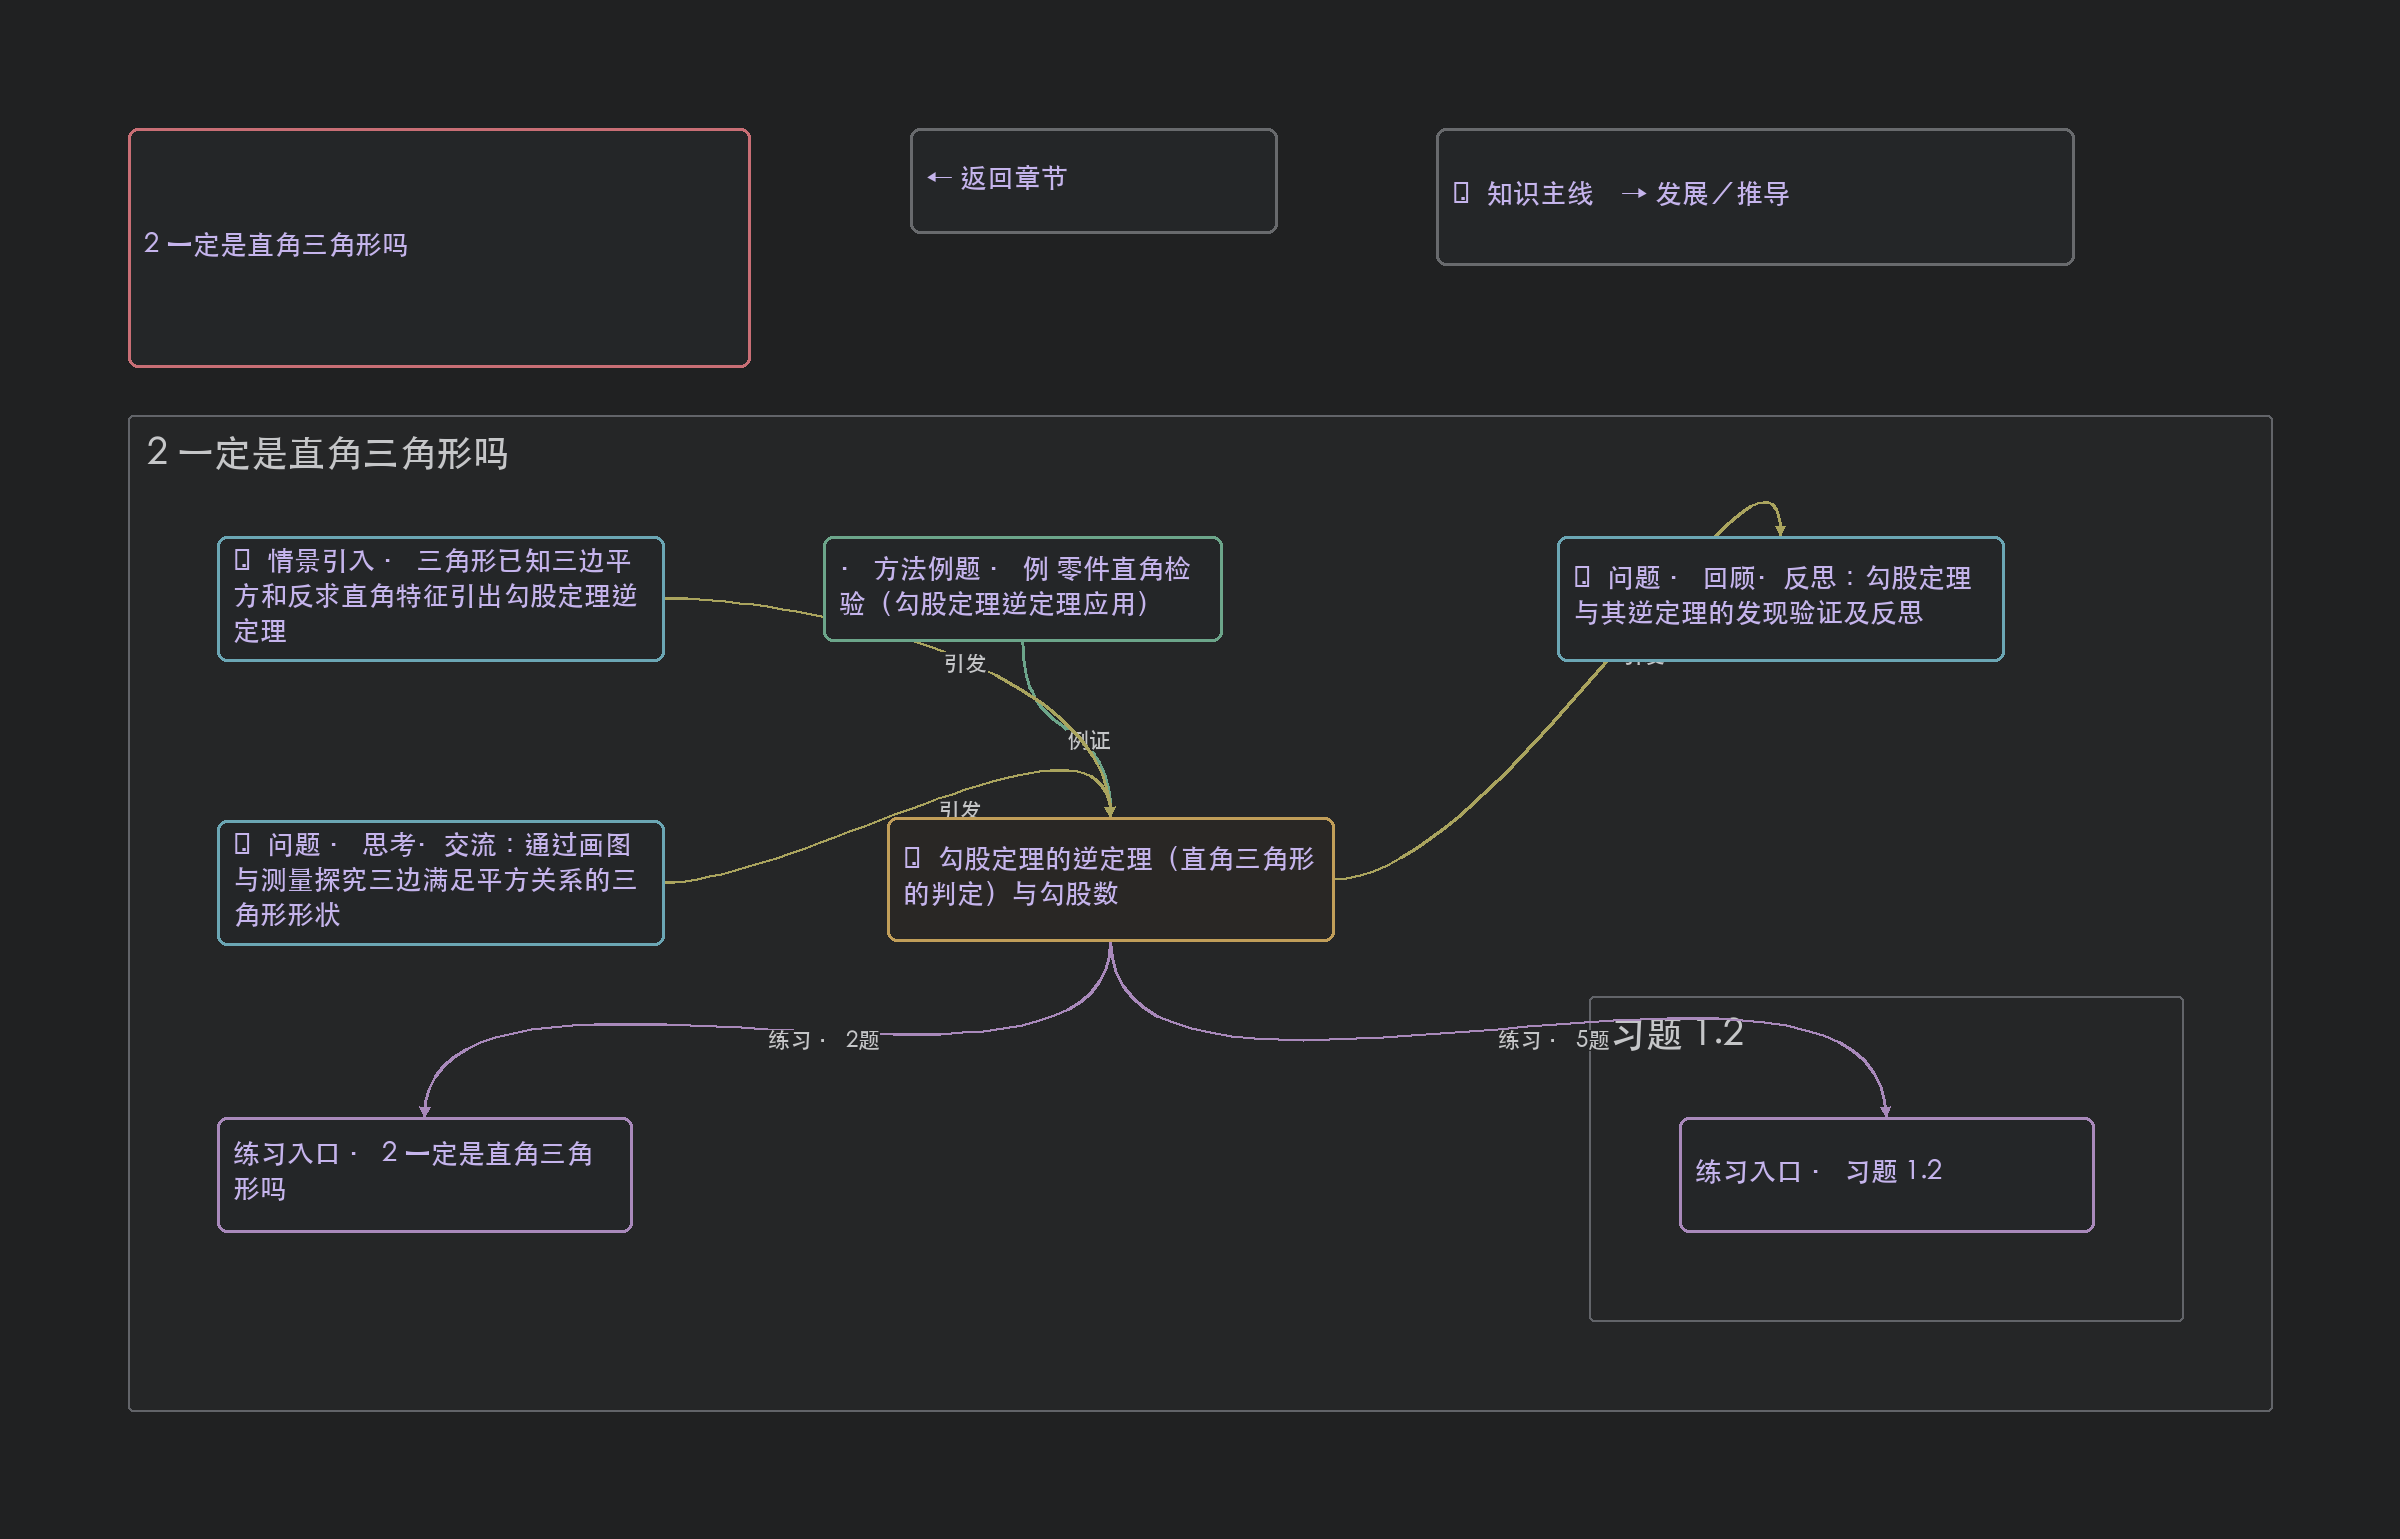 2 一定是直角三角形吗
← 返回章节
知识主线 → 发展／推导
2 一定是直角三角形吗
情景引入 · 三角形已知三边平
方和反求直角特征引出勾股定理逆
定理
· 方法例题 · 例 零件直角检
验（勾股定理逆定理应用）
问题 · 回顾· 反思：勾股定理
与其逆定理的发现验证及反思
引发
例证
引发
问题 · 思考· 交流：通过画图
与测量探究三边满足平方关系的三
角形形状
勾股定理的逆定理（直角三角形
的判定）与勾股数
练习 · 2题
练习 · 5题
习题 1.2
练习入口 · 2 一定是直角三角
形吗
练习入口 · 习题 1.2